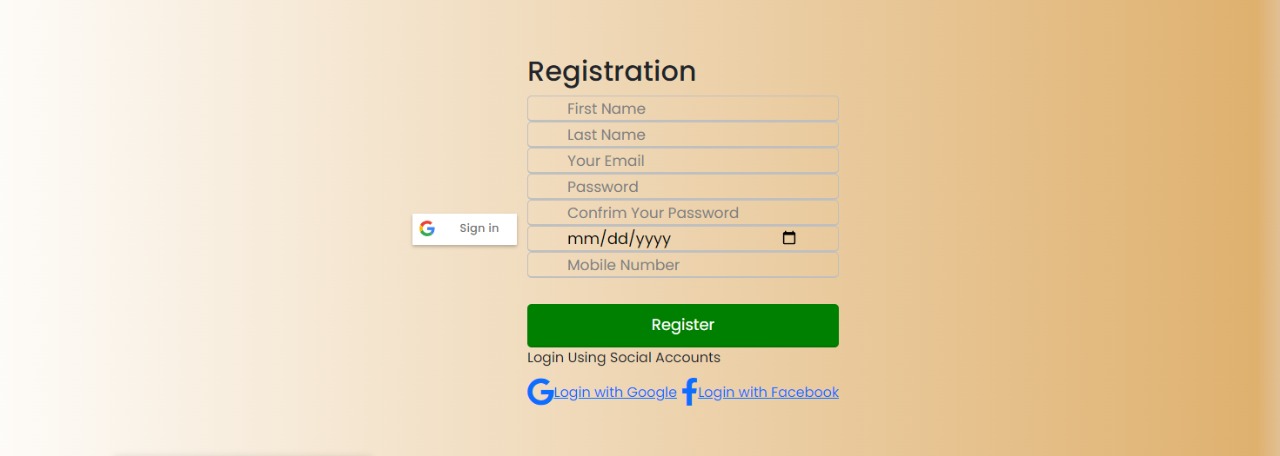 Registration
First Name
Last Name
Your Email
Password
Confrim Your Password
Sign in
mm/dd/yyyy
Mobile Number
Register
Login Using Social Accounts
Login with Google Login with Facebook